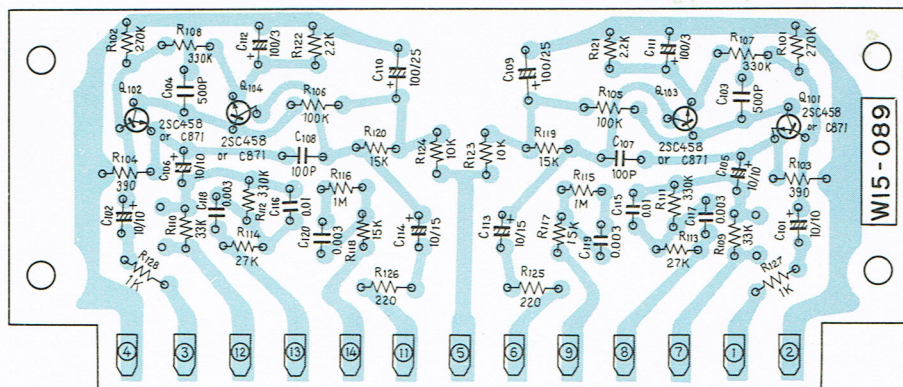 R102
270K
R108
330K
C112
100/3
R122
2.2K
C110
100/25
C104
500P
Q102
2SC458
or C871
Q104
2SC458
or C871
R106
100K
C108
100P
R120
15K
R124
10K
R104
390
C106
10/10
C102
10/10
R110
33K
C118
0.003
R112
330K
C116
0.01
R116
1M
C120
0.003
R118
15K
C114
10/15
R114
27K
R126
220
R128
1K
C109
100/25
R121
2.2K
C111
100/3
R107
330K
R101
270K
C103
500P
Q103
2SC458
or C871
Q101
2SC458
or C871
R105
100K
R123
10K
R119
15K
C107
100P
C105
10/10
R103
390
C113
10/15
R117
15K
R115
1M
C119
0.003
C115
0.01
R111
330K
C117
0.003
R109
33K
C101
10/10
R113
27K
R125
220
R127
1K
W15-089
4
3
12
13
14
11
5
6
9
8
7
1
2